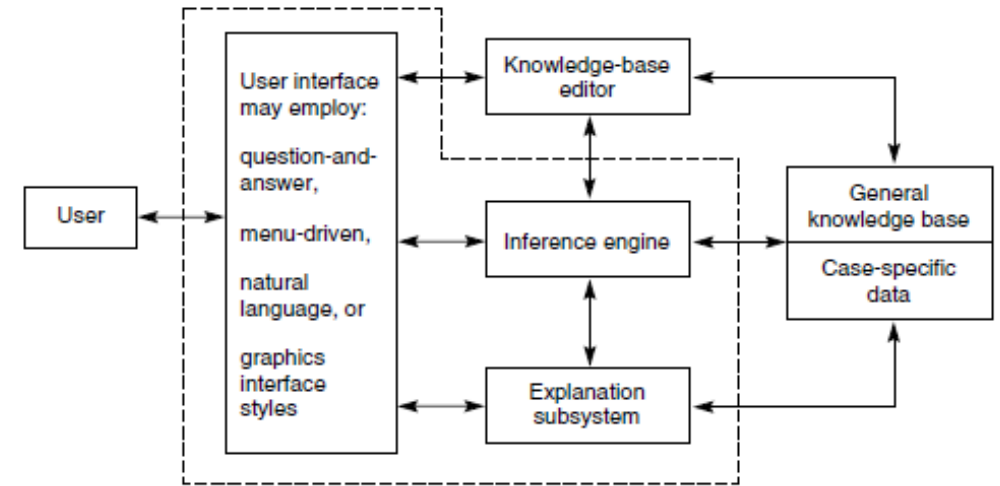 User
User interface
may employ:
question-and-
answer,
menu-driven,
natural
language, or
graphics
interface
styles
Knowledge-base
editor
Inference engine
Explanation
subsystem
General
knowledge base
Case-specific
data